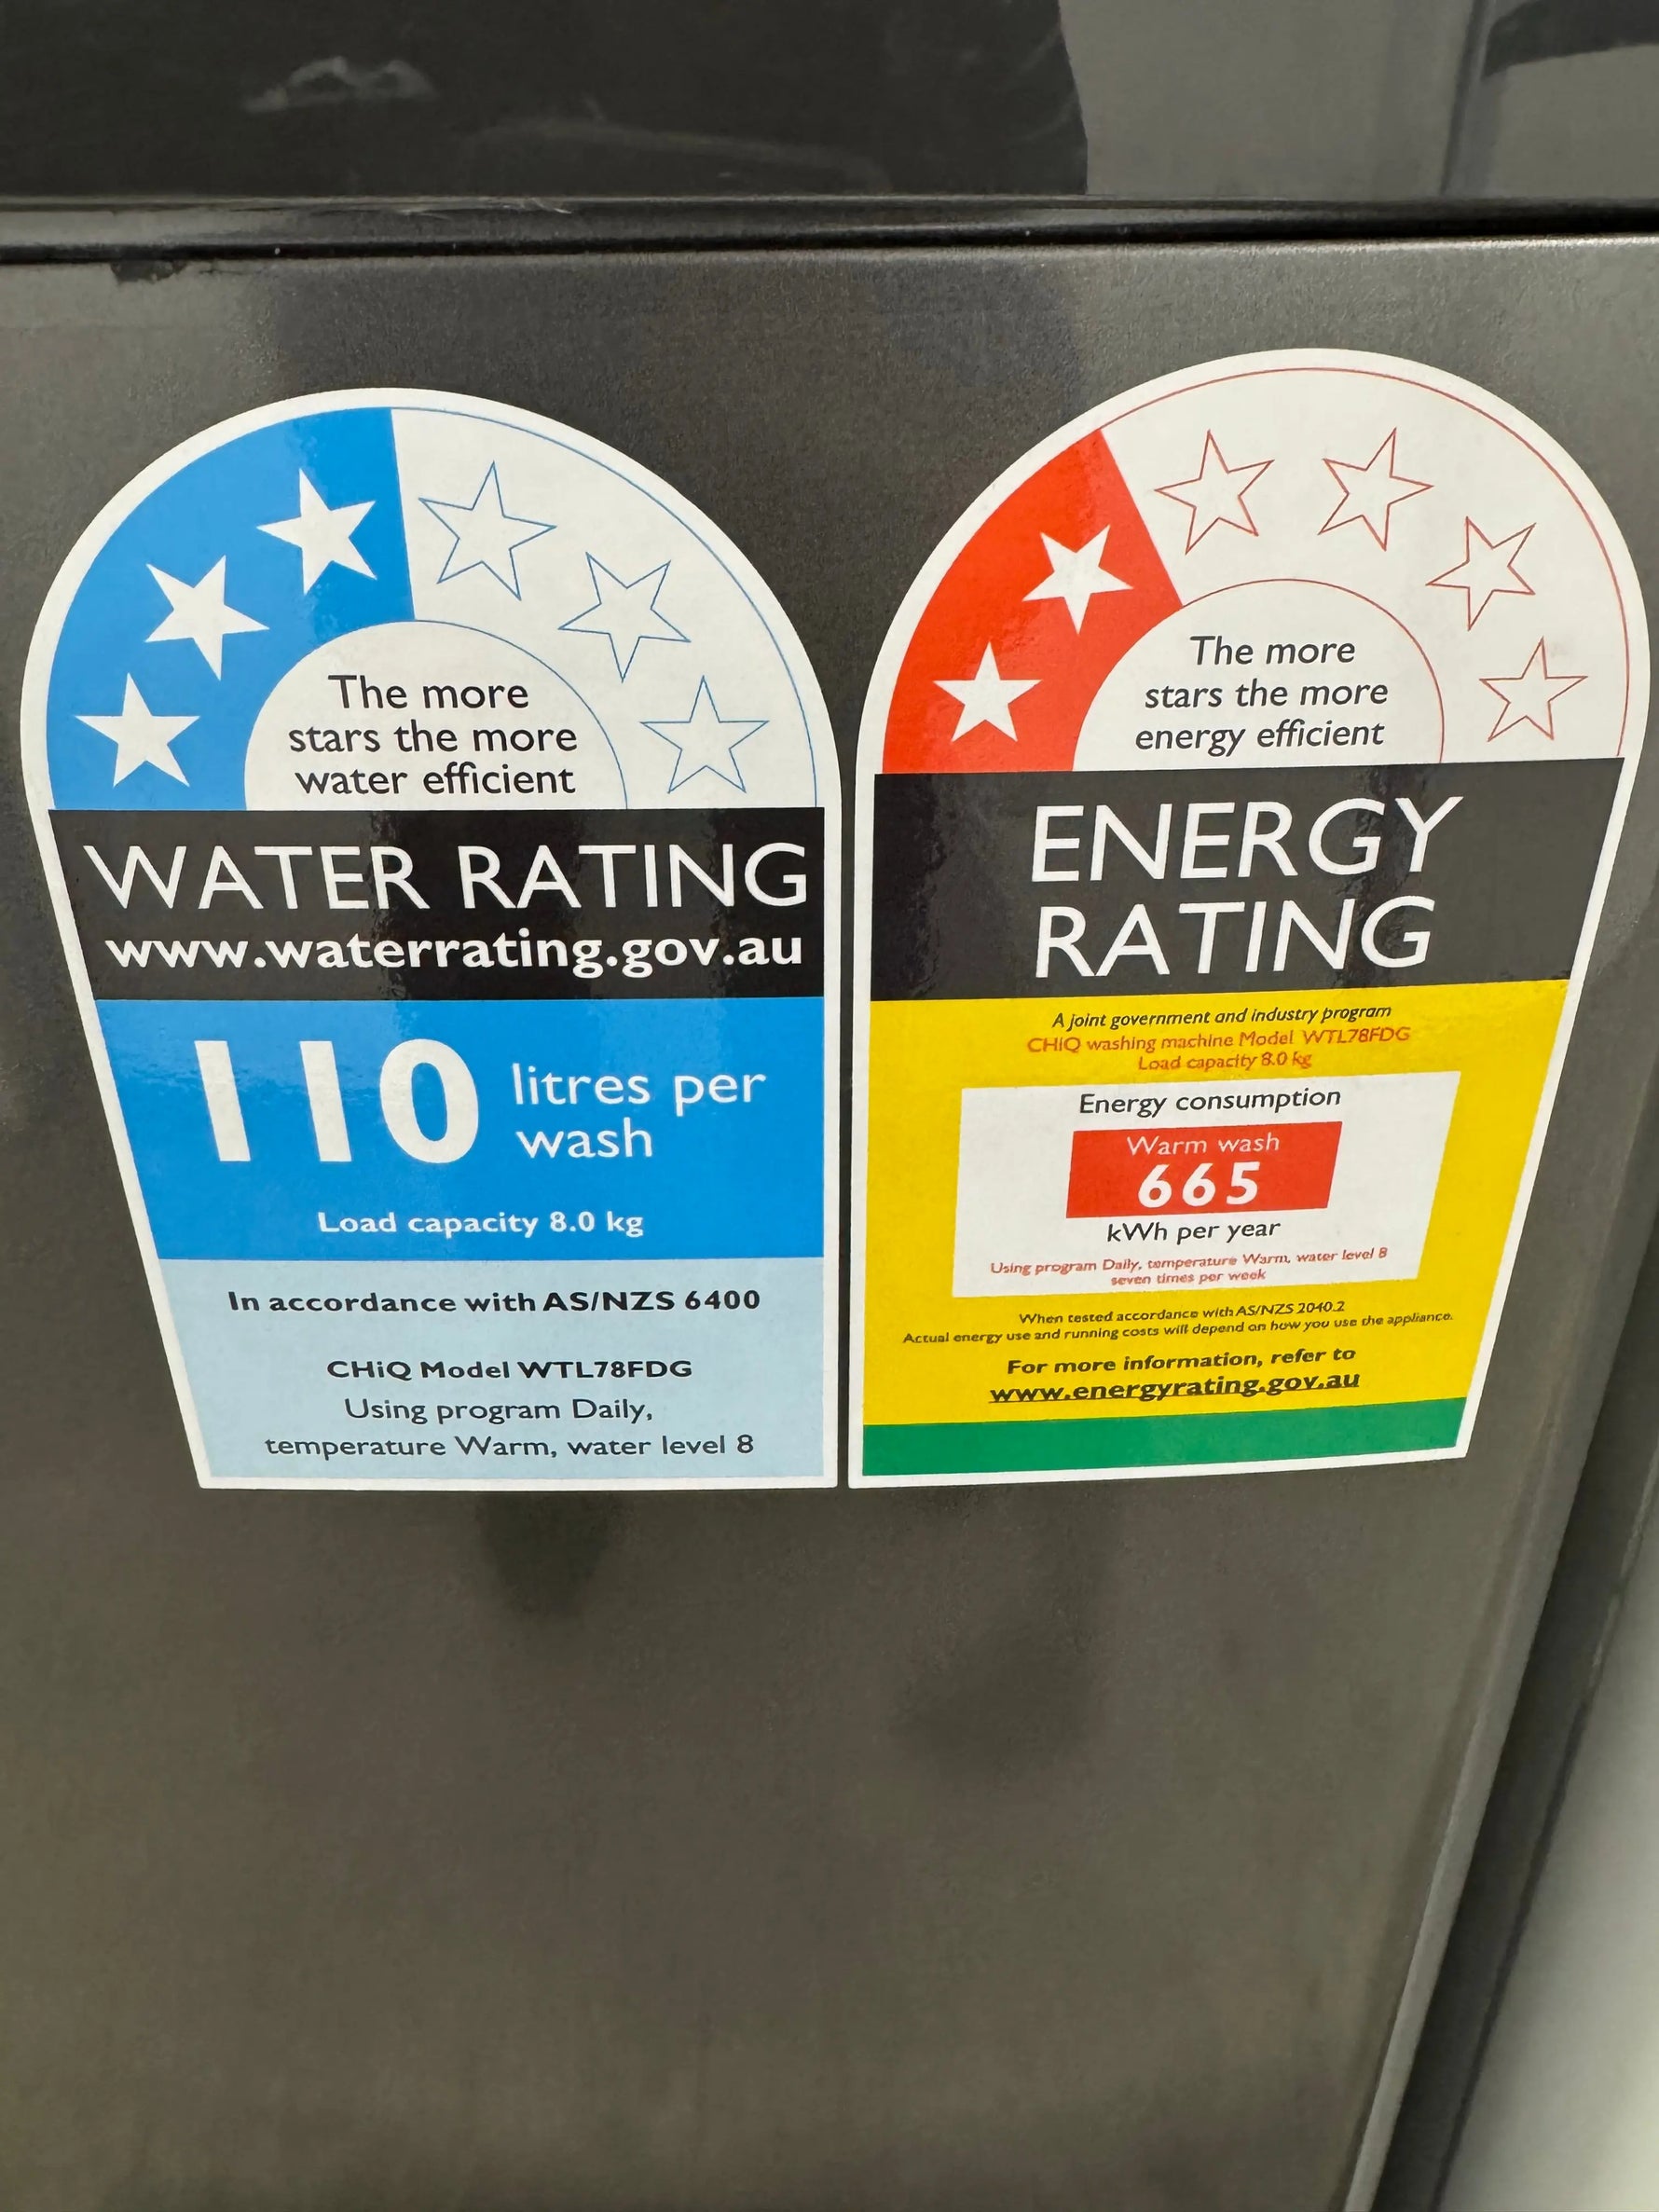 The more
stars the more
water efficient
WATER RATING
www.waterrating.gov.au
110 litres per
wash
Load capacity 8.0 kg
In accordance with AS/NZS 6400
CHiQ Model WTL78FDG
Using program Daily,
temperature Warm, water level 8
The more
stars the more
energy efficient
ENERGY
RATING
A joint government and industry program
CHiQ washing machine Model WTL78FDG
Load capacity 8.0 kg
Energy consumption
Warm wash
665
kWh per year
Using program Daily, temperature Warm, water level 8
seven times per week
When tested accordance with AS/NZS 2040.2
Actual energy use and running costs will depend on how you use the appliance.
For more information, refer to
www.energyrating.gov.au